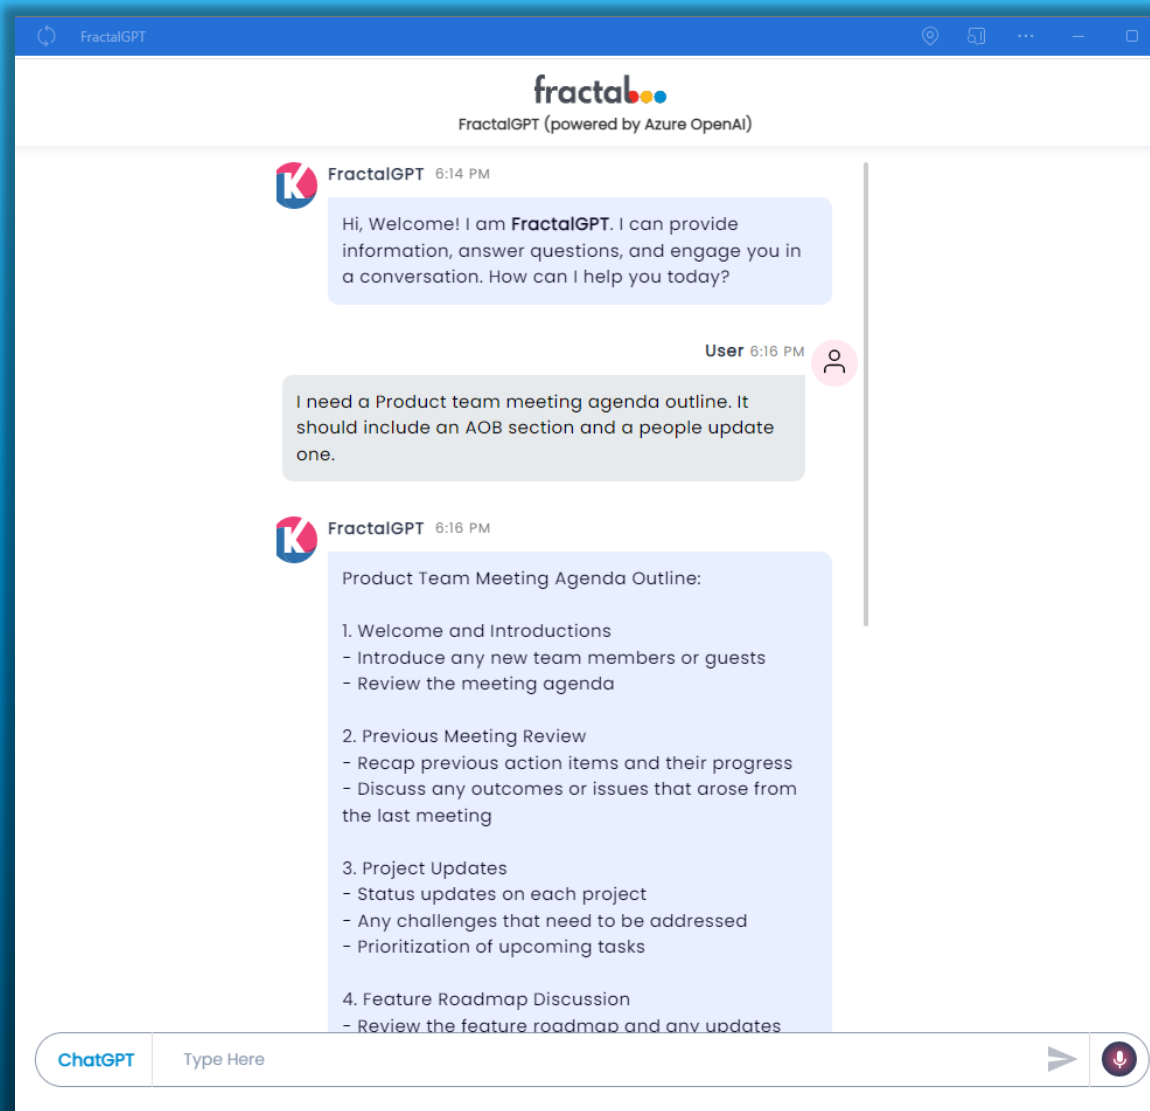 FractalGPT
fractal
FractalGPT (powered by Azure OpenAI)
FractalGPT 6:14 PM
Hi, Welcome! I am FractalGPT. I can provide
information, answer questions, and engage you in
a conversation. How can I help you today?
User 6:16 PM
I need a Product team meeting agenda outline. It
should include an AOB section and a people update
one.
FractalGPT 6:16 PM
Product Team Meeting Agenda Outline:
1. Welcome and Introductions
- Introduce any new team members or guests
- Review the meeting agenda
2. Previous Meeting Review
- Recap previous action items and their progress
- Discuss any outcomes or issues that arose from
the last meeting
3. Project Updates
- Status updates on each project
- Any challenges that need to be addressed
- Prioritization of upcoming tasks
4. Feature Roadmap Discussion
- Review the feature roadmap and any updates
ChatGPT Type Here